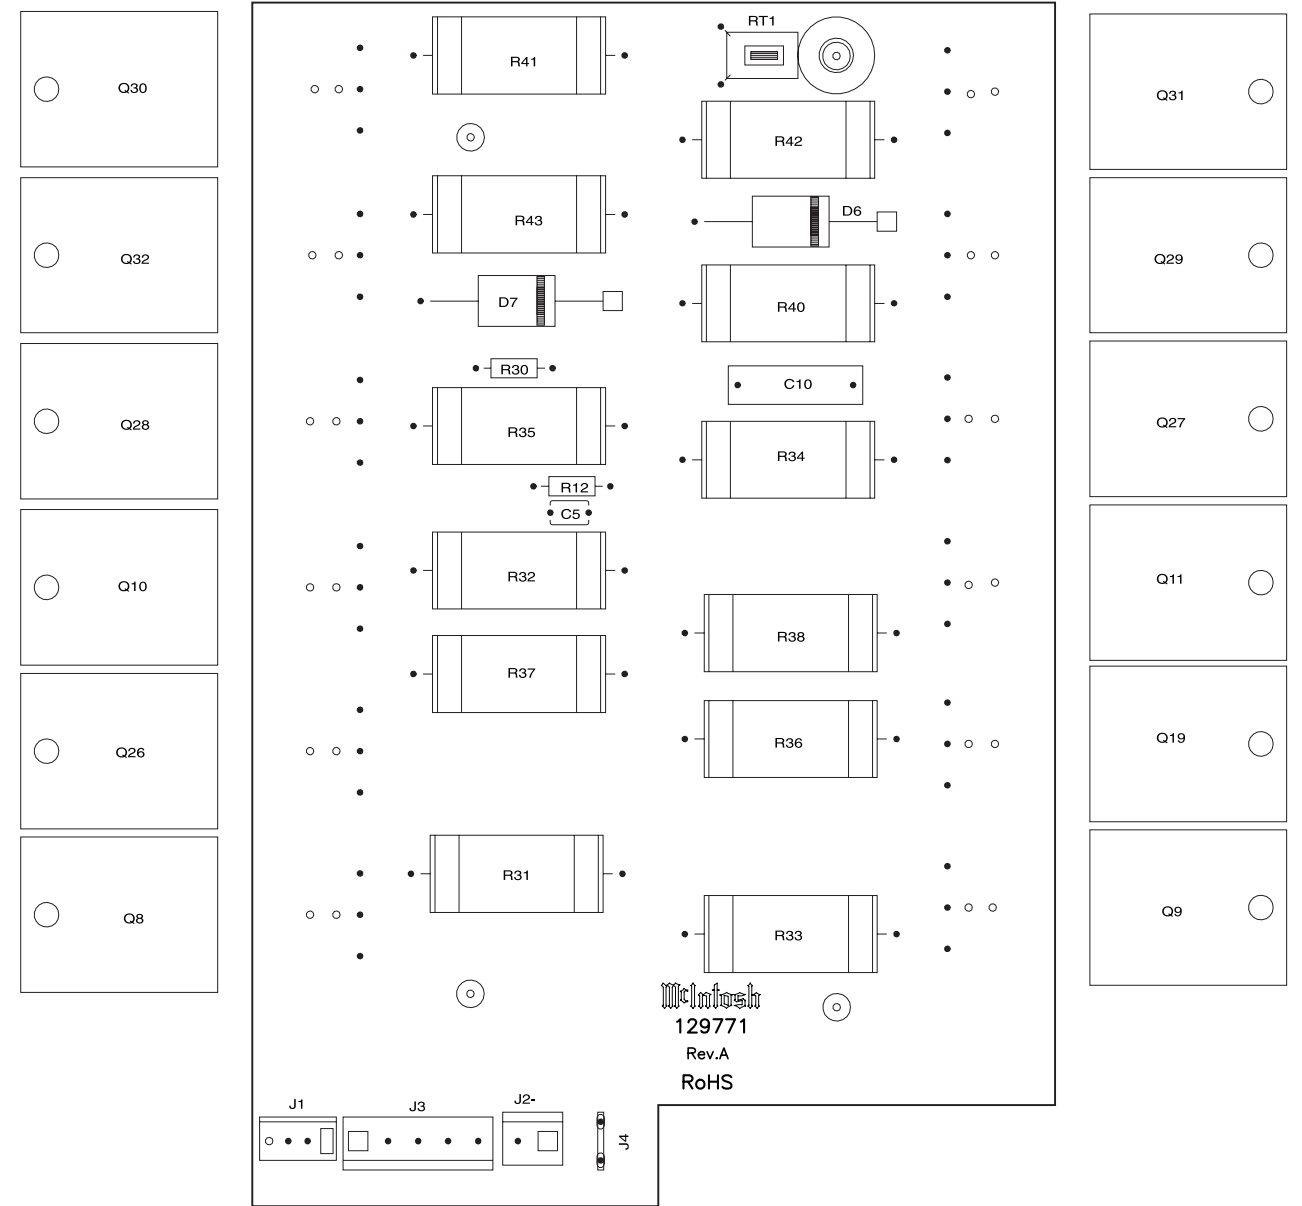 RT1
R41
Q30
Q31
R42
D6
R43
Q32
Q29
D7
R40
R30
C10
Q28
R35
Q27
R34
R12
C5
R32
Q10
Q11
R38
R37
Q26
R36
Q19
R31
Q8
Q9
R33
McIntosh
129771
Rev.A
RoHS
J1
J3
J2-
J4